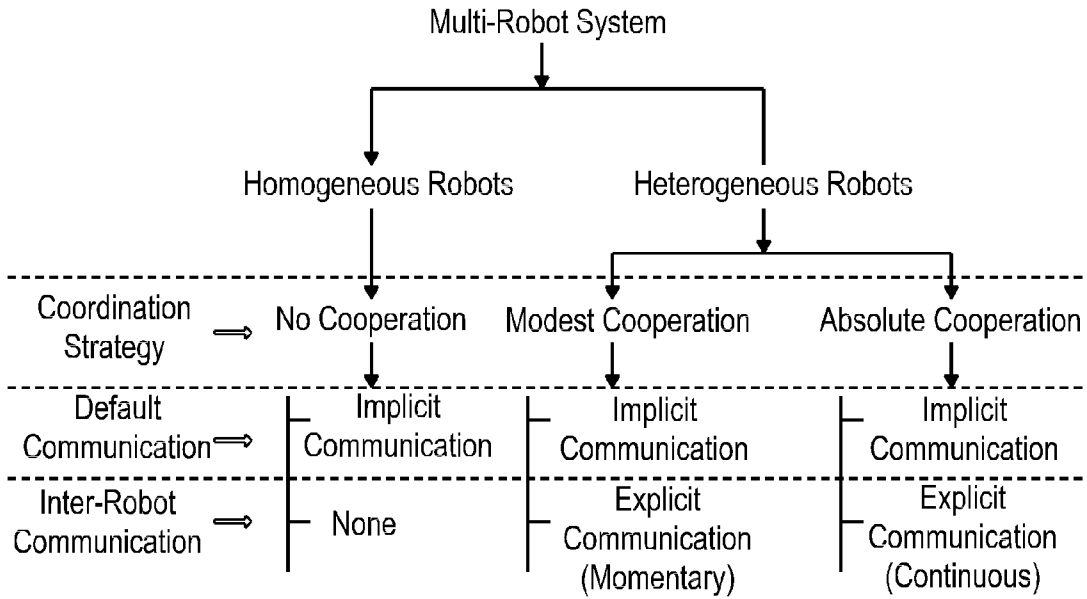 Multi-Robot System
Homogeneous Robots
Heterogeneous Robots
Coordination
Strategy
No Cooperation
Modest Cooperation
Absolute Cooperation
Default
Communication
Implicit
Communication
Implicit
Communication
Implicit
Communication
Inter-Robot
Communication
None
Explicit
Communication
(Momentary)
Explicit
Communication
(Continuous)